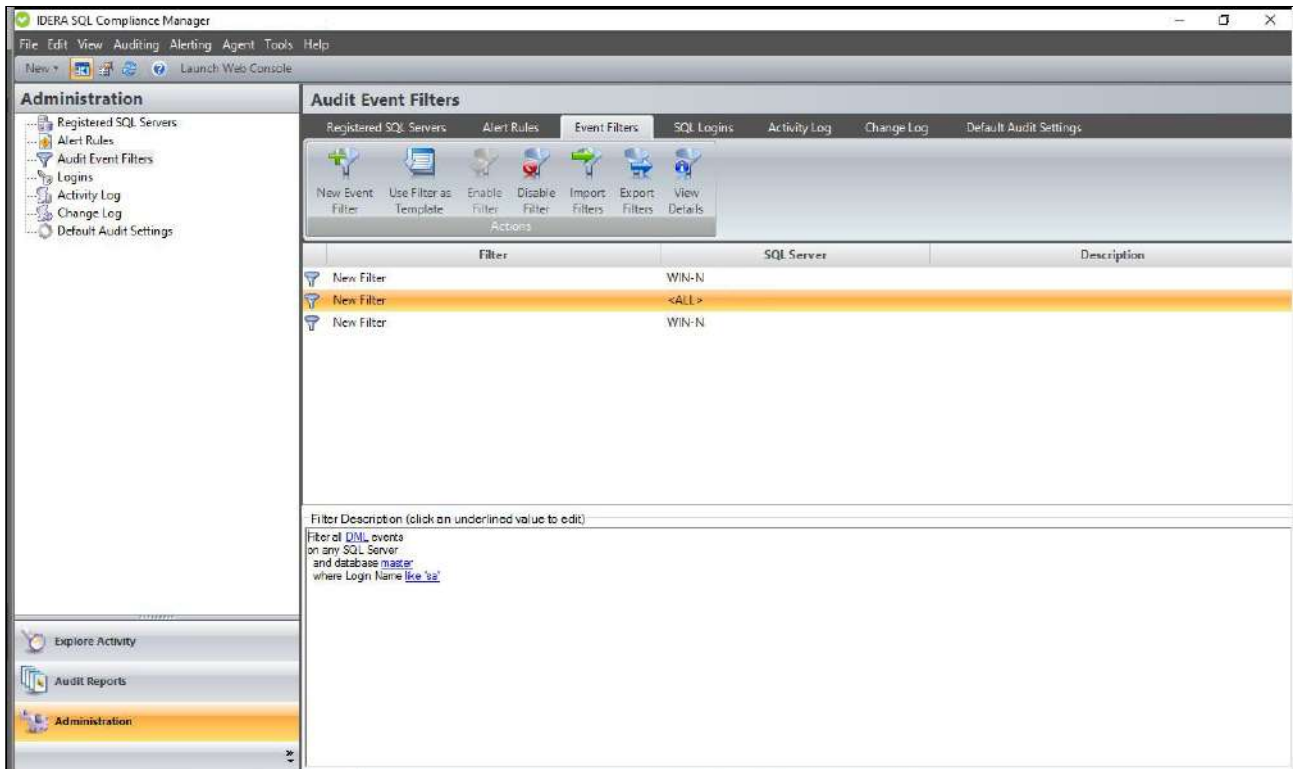 IDERA SQL Compliance Manager
File Edit View Auditing Alerting Agent Tools Help
New Launch Web Console
Administration
Registered SQL Servers
Alert Rules
Audit Event Filters
Logins
Activity Log
Change Log
Default Audit Settings
Explore Activity
Audit Reports
Administration
Audit Event Filters
Registered SQL Servers Alert Rules Event Filters SQL Logins Activity Log Change Log Default Audit Settings
New Event Filter
Use Filter as Template
Enable Filter
Disable Filter
Import Filters
Export Filters
View Details
Actions
Filter SQL Server Description
New Filter WIN-N
New Filter <ALL>
New Filter WIN-N
Filter Description (click an underlined value to edit)
Filter all DML events
on any SQL Server
and database master
where Login Name like 'sa'